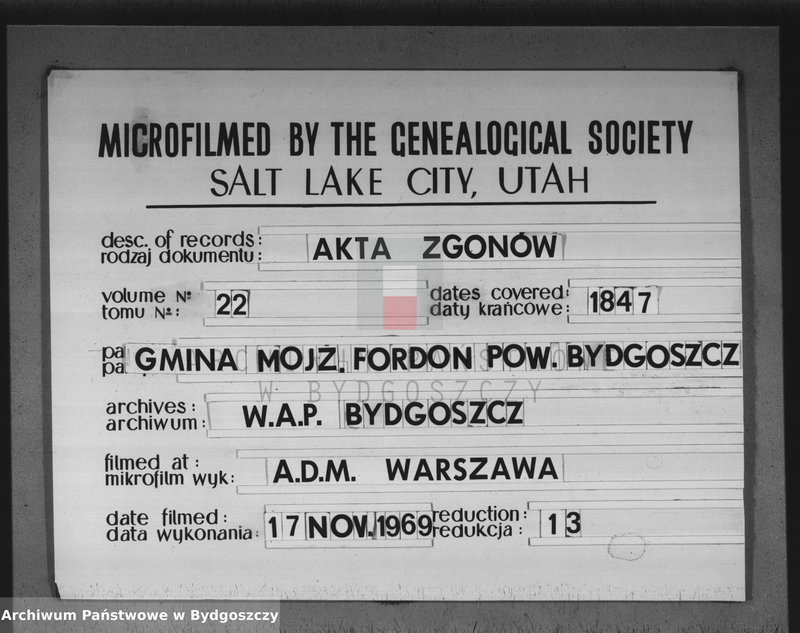 MICROFILMED BY THE GENEALOGICAL SOCIETY
SALT LAKE CITY, UTAH
desc. of records: AKTA ZGONÓW
rodzaj dokumentu:
volume №: 22 dates covered: 1847
tomu №: daty krańcowe:
pa GMINA MOJŻ. FORDON POW. BYDGOSZCZ
pa
W BYDGOSZCZY
archives: W.A.P. BYDGOSZCZ
archiwum:
filmed at: A.D.M. WARSZAWA
mikrofilm wyk:
date filmed: 17 NOV. 1969 reduction: 13
data wykonania: redukcja:
Archiwum Państwowe w Bydgoszczy